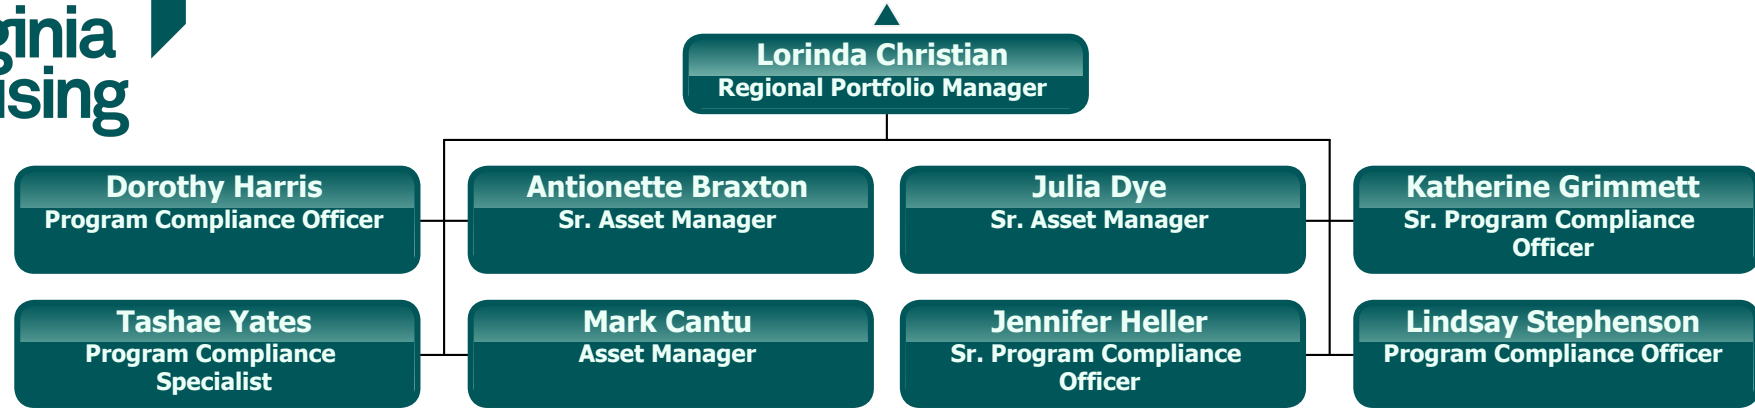 ginia
sing
Lorinda Christian
Regional Portfolio Manager
Dorothy Harris
Program Compliance Officer
Antionette Braxton
Sr. Asset Manager
Julia Dye
Sr. Asset Manager
Katherine Grimmett
Sr. Program Compliance
Officer
Tashae Yates
Program Compliance
Specialist
Mark Cantu
Asset Manager
Jennifer Heller
Sr. Program Compliance
Officer
Lindsay Stephenson
Program Compliance Officer